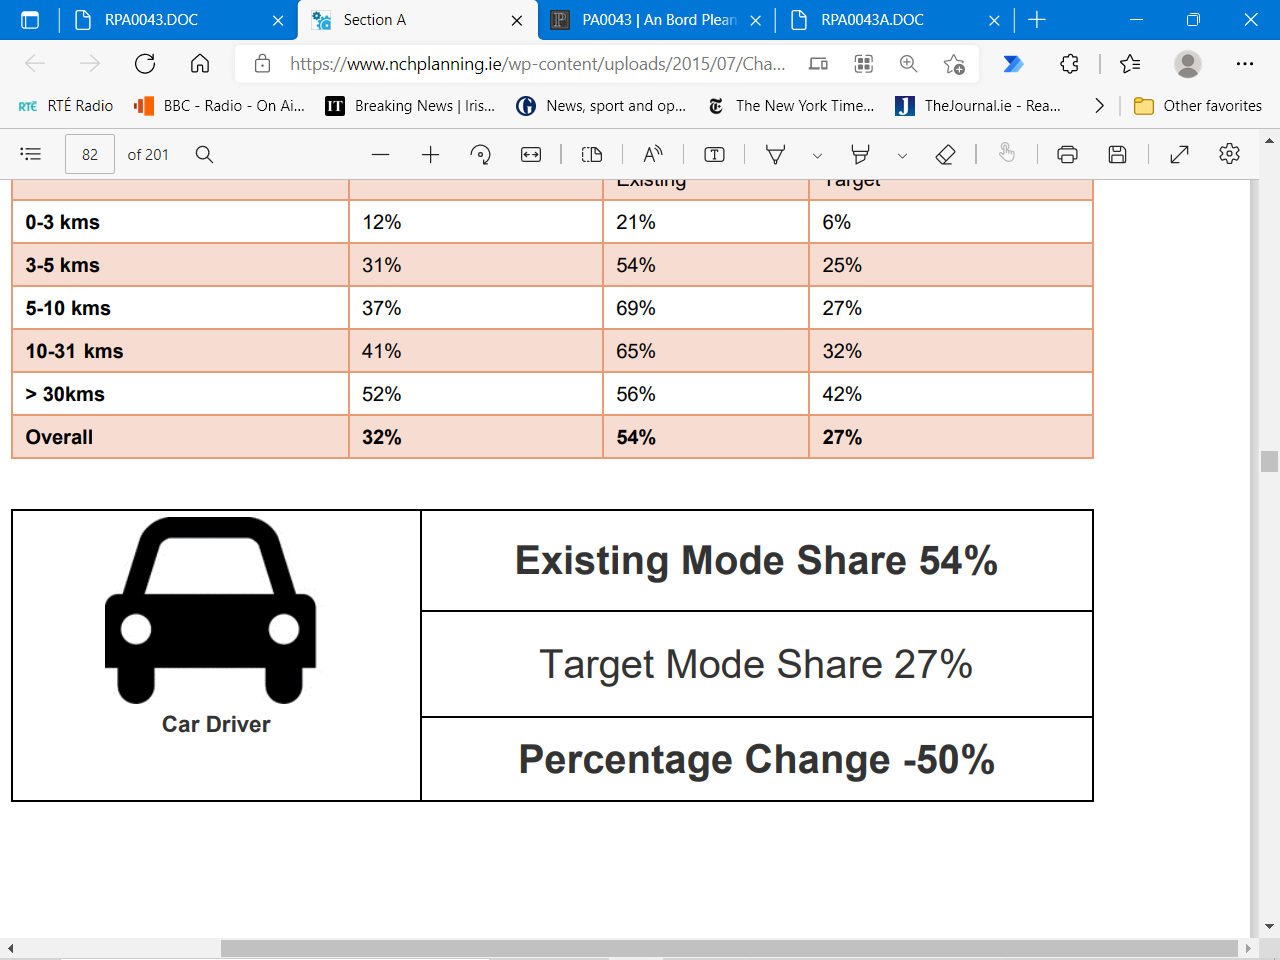 RPA0043.DOC
Section A
PA0043 | An Bord Plean
RPA0043A.DOC
https://www.nchplanning.ie/wp-content/uploads/2015/07/Cha...
RTÉ RTÉ Radio
BBC - Radio - On Ai...
IT Breaking News | Iris...
G News, sport and op...
T The New York Time...
J TheJournal.ie - Rea...
Other favorites
82 of 201
Existing Target
0-3 kms 12% 21% 6%
3-5 kms 31% 54% 25%
5-10 kms 37% 69% 27%
10-31 kms 41% 65% 32%
> 30kms 52% 56% 42%
Overall 32% 54% 27%
Existing Mode Share 54%
Target Mode Share 27%
Car Driver
Percentage Change -50%